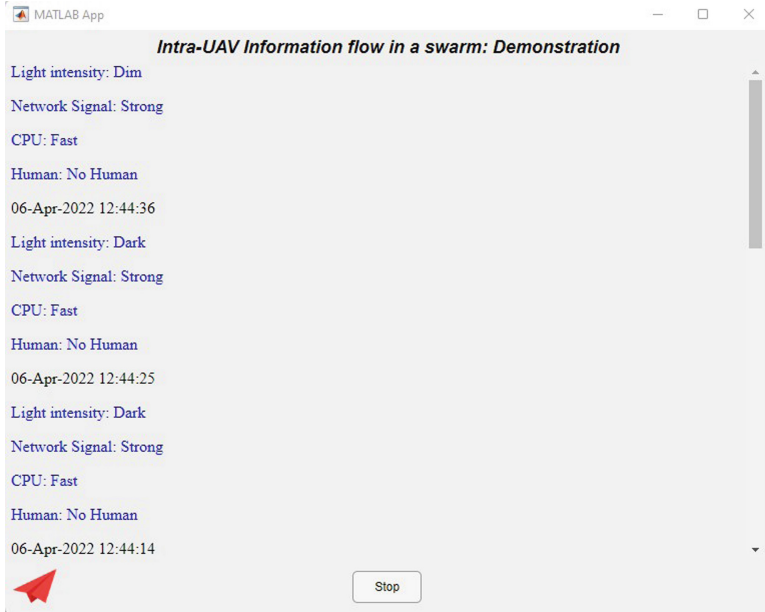 MATLAB App
Intra-UAV Information flow in a swarm: Demonstration
Light intensity: Dim
Network Signal: Strong
CPU: Fast
Human: No Human
06-Apr-2022 12:44:36
Light intensity: Dark
Network Signal: Strong
CPU: Fast
Human: No Human
06-Apr-2022 12:44:25
Light intensity: Dark
Network Signal: Strong
CPU: Fast
Human: No Human
06-Apr-2022 12:44:14
Stop